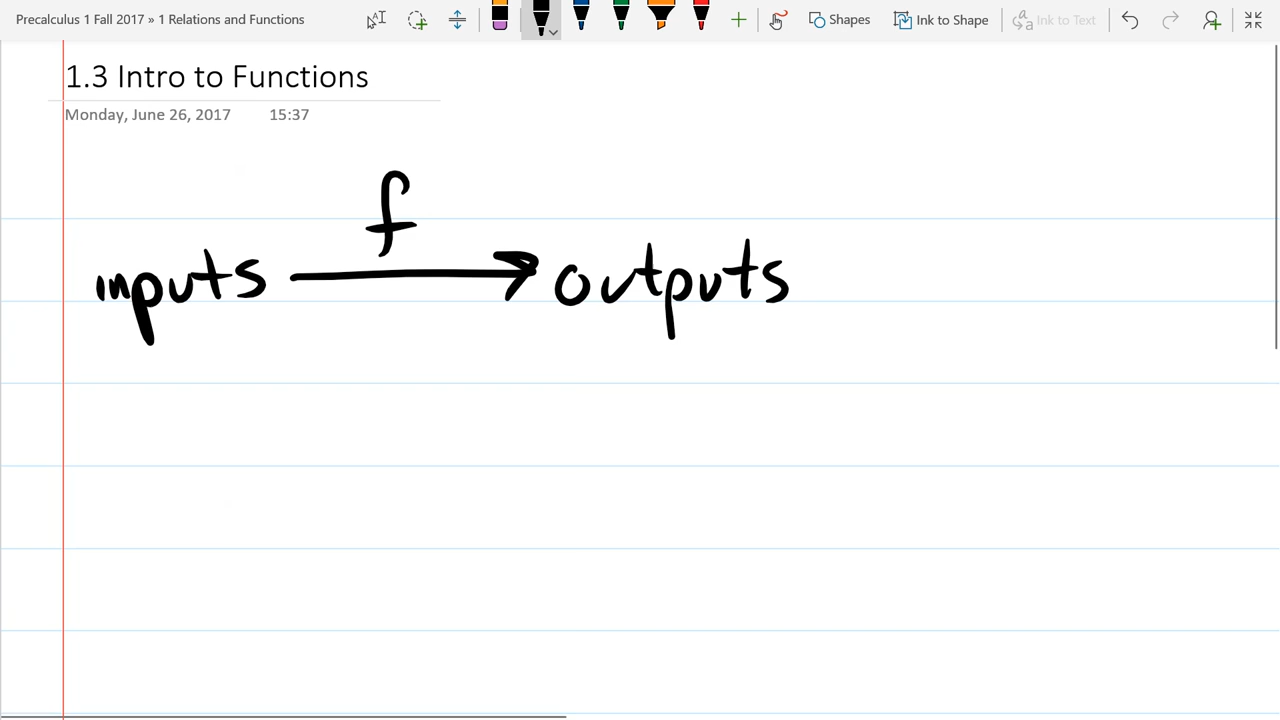 Precalculus 1 Fall 2017 » 1 Relations and Functions
Shapes
Ink to Shape
Ink to Text
1.3 Intro to Functions
Monday, June 26, 2017 15:37
f
inputs → outputs